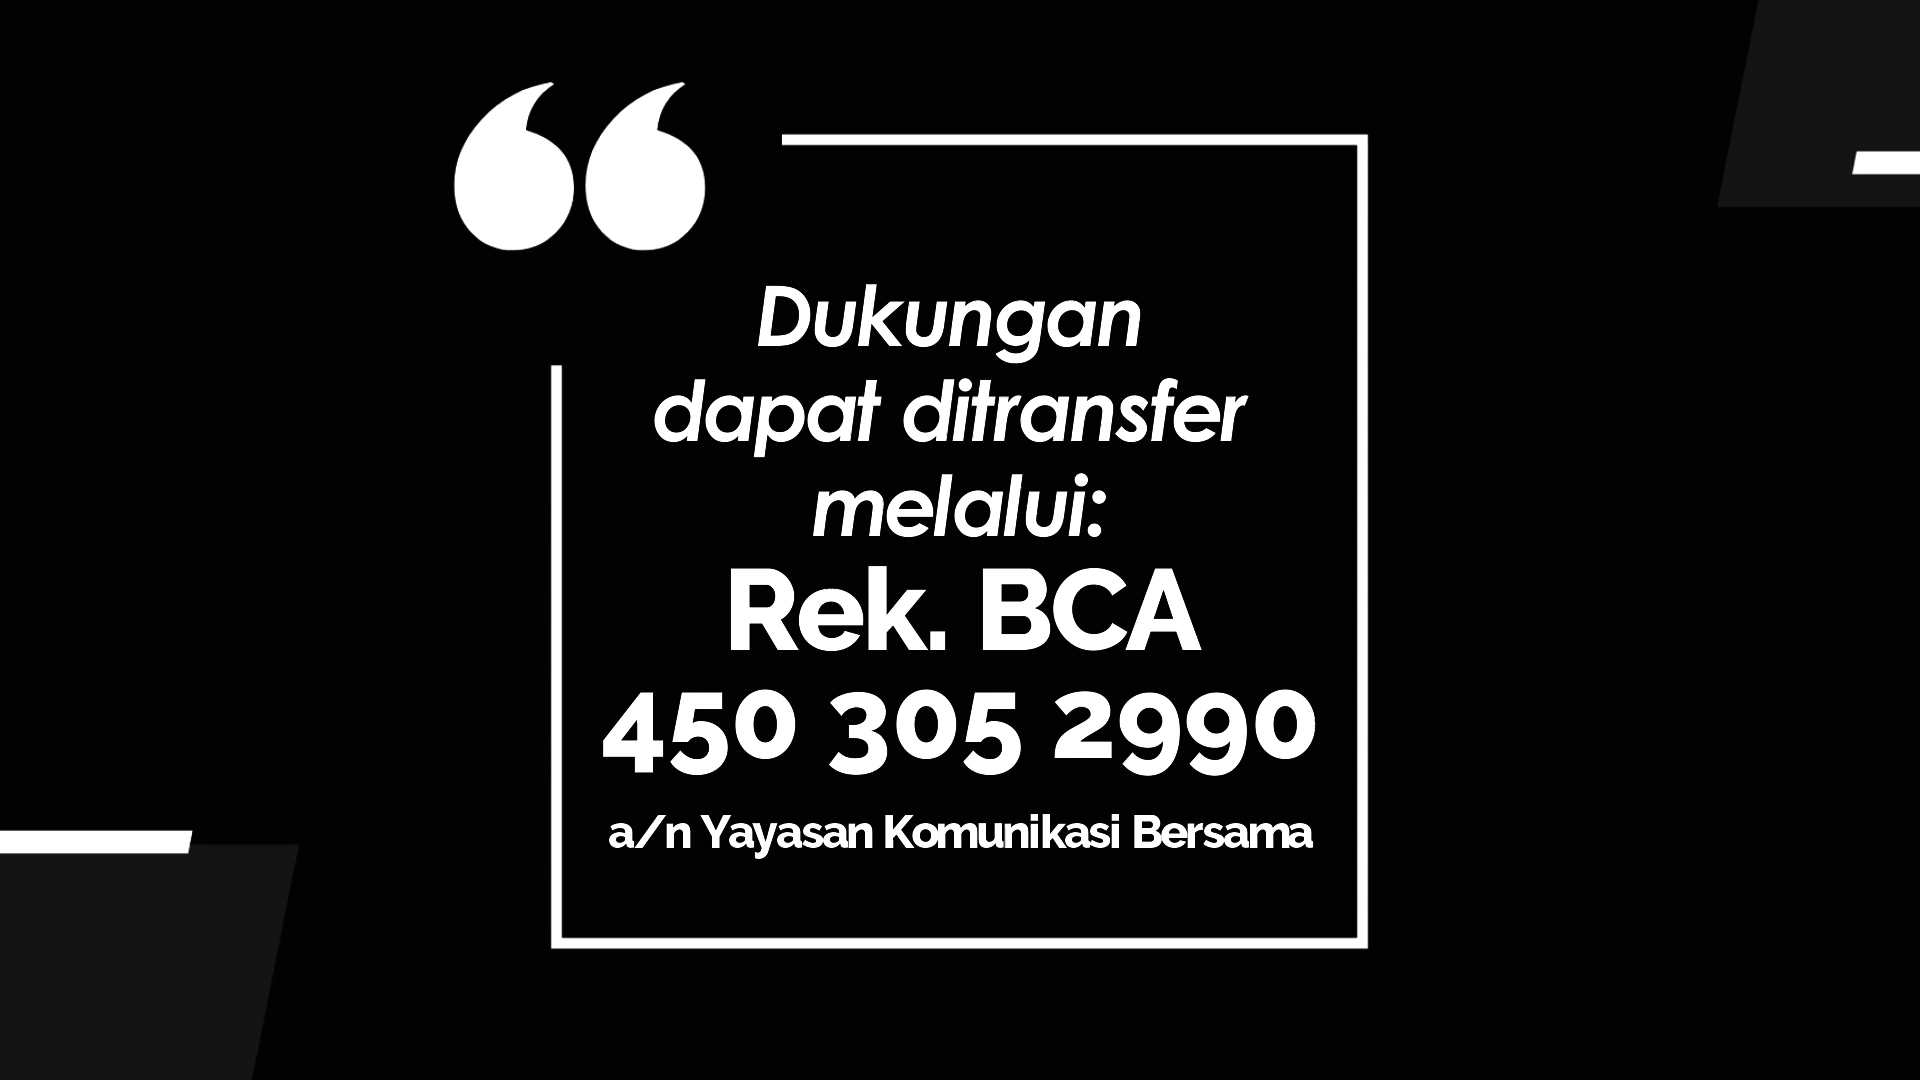 Dukungan
dapat ditransfer
melalui:
Rek. BCA
450 305 2990
a/n Yayasan Komunikasi Bersama